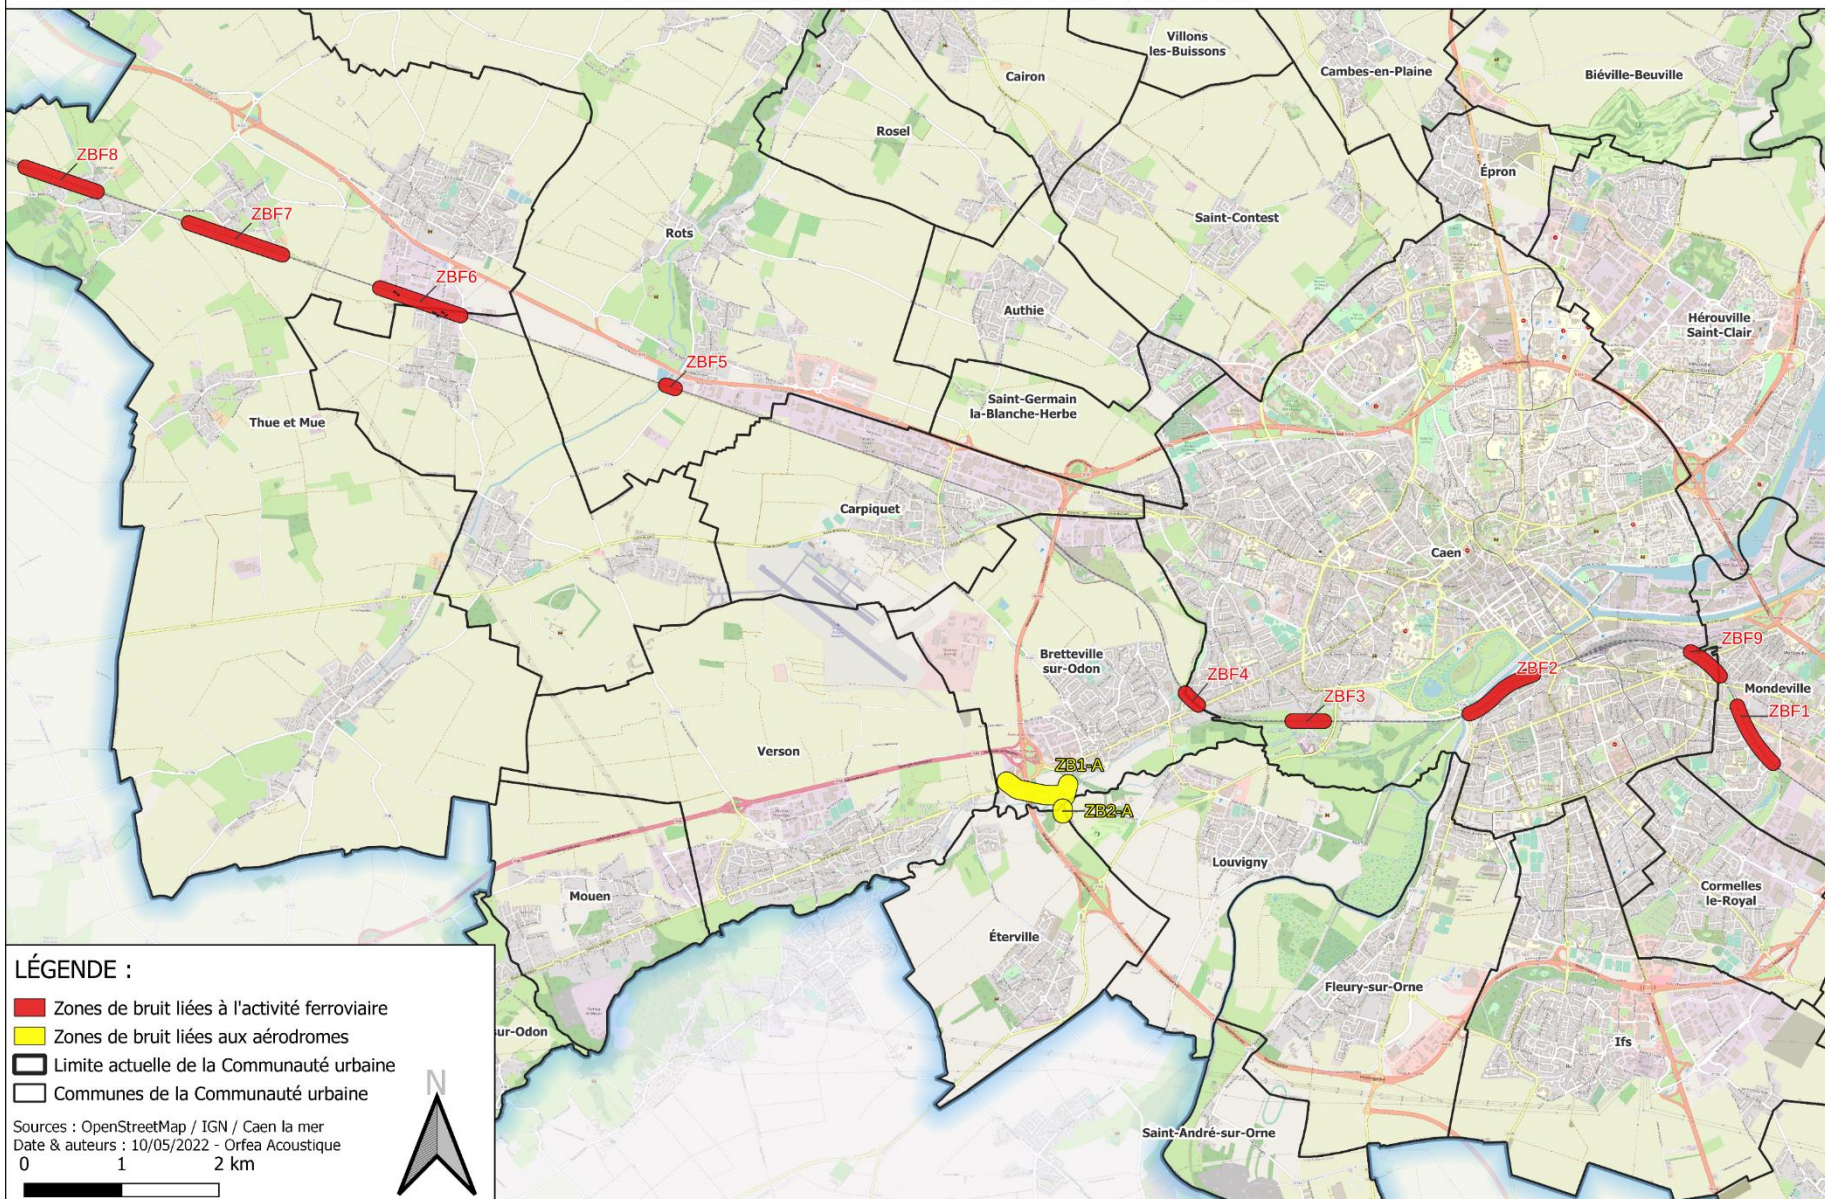 Villons
les-Buissons
Cairon
Cambes-en-Plaine
Biéville-Beuville
Rosel
ZBF8
Épron
ZBF7
Saint-Contest
Rots
ZBF6
Authie
Hérouville
Saint-Clair
ZBF5
Saint-Germain
la-Blanche-Herbe
Thue et Mue
Carpiquet
Caen
ZBF9
Bretteville
sur-Odon
ZBF4
ZBF3
ZBF2
Mondeville
ZBF1
Verson
ZB1-A
ZB2-A
Louvigny
Mouen
Cormelles
le-Royal
Éterville
Fleury-sur-Orne
sur-Odon
Ifs
Saint-André-sur-Orne
LÉGENDE :
Zones de bruit liées à l'activité ferroviaire
Zones de bruit liées aux aérodromes
Limite actuelle de la Communauté urbaine
Communes de la Communauté urbaine
N
Sources : OpenStreetMap / IGN / Caen la mer
Date & auteurs : 10/05/2022 - Orfea Acoustique
0 1 2 km